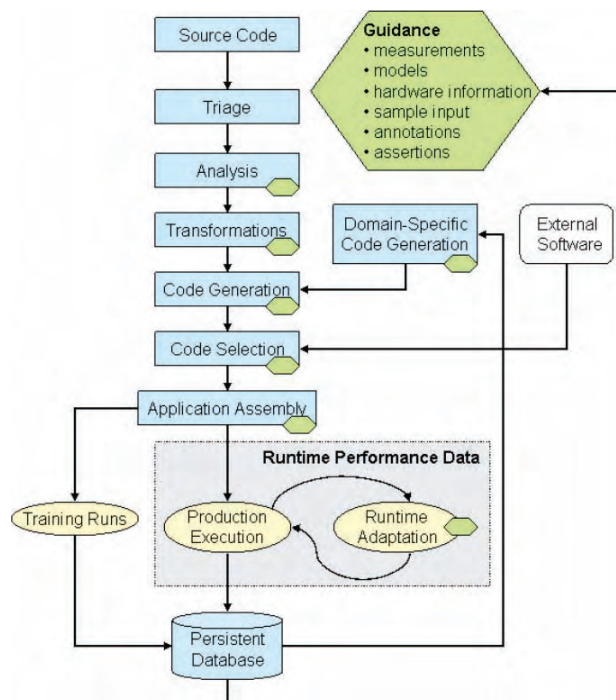 Source Code
Guidance
• measurements
• models
• hardware information
• sample input
• annotations
• assertions
Triage
Analysis
Transformations
Domain-Specific
Code Generation
External
Software
Code Generation
Code Selection
Application Assembly
Runtime Performance Data
Training Runs
Production
Execution
Runtime
Adaptation
Persistent
Database